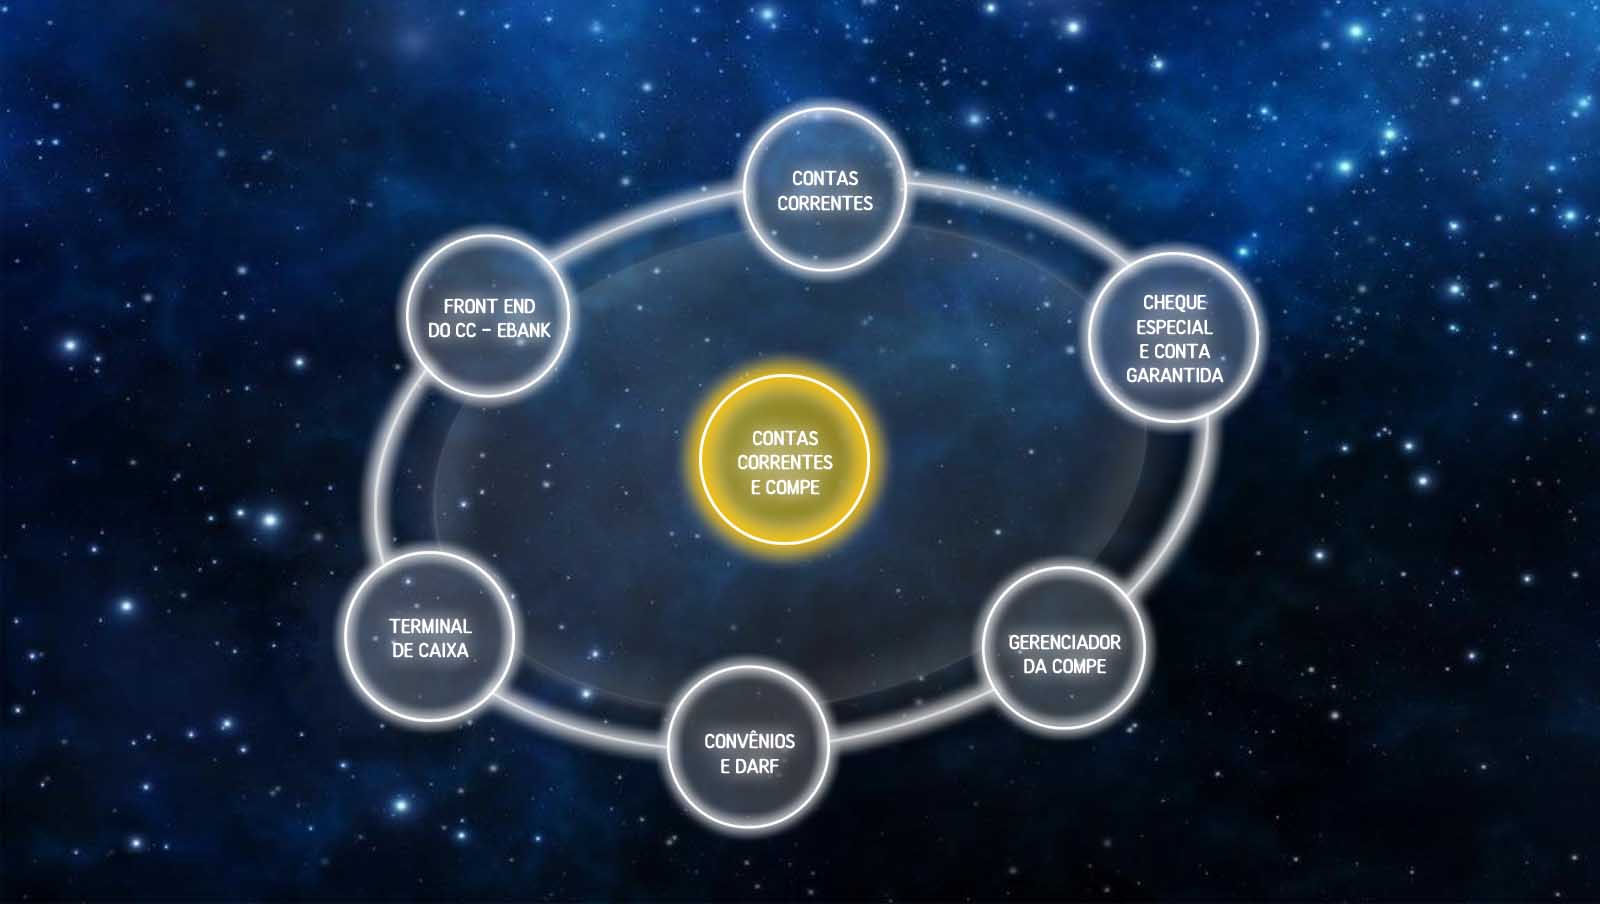 CONTAS
CORRENTES
FRONT END
DO CC - EBANK
CHEQUE
ESPECIAL
E CONTA
GARANTIDA
CONTAS
CORRENTES
E COMPE
TERMINAL
DE CAIXA
GERENCIADOR
DA COMPE
CONVÊNIOS
E DARF